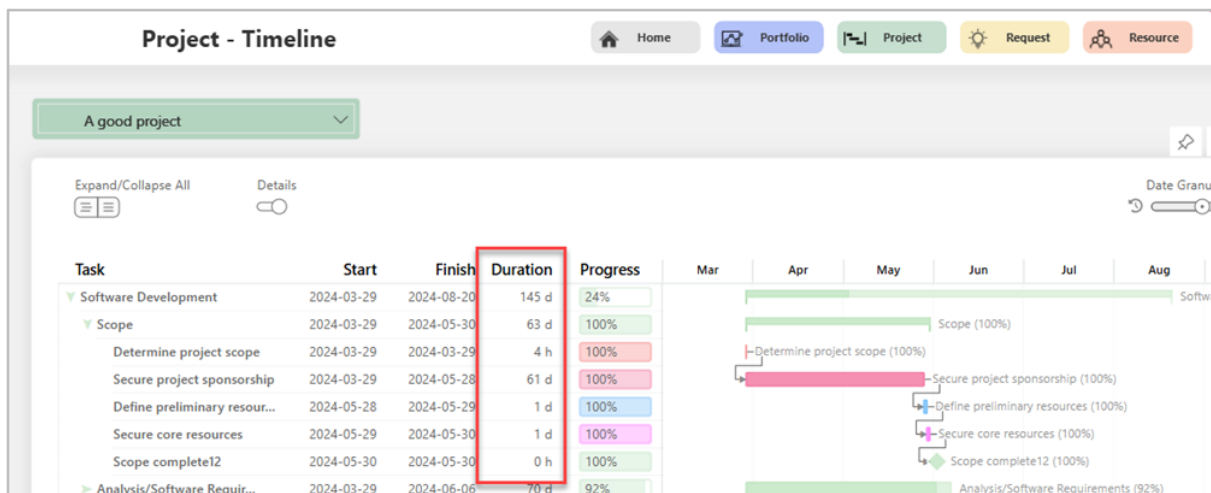 Project - Timeline
Home
Portfolio
Project
Request
Resource
A good project
Expand/Collapse All
Details
Date Granu
Task Start Finish Duration Progress Mar Apr May Jun Jul Aug
Software Development 2024-03-29 2024-08-20 145 d 24% Softw
Scope 2024-03-29 2024-05-30 63 d 100% Scope (100%)
Determine project scope 2024-03-29 2024-03-29 4 h 100% Determine project scope (100%)
Secure project sponsorship 2024-03-29 2024-05-28 61 d 100% Secure project sponsorship (100%)
Define preliminary resour... 2024-05-28 2024-05-29 1 d 100% Define preliminary resources (100%)
Secure core resources 2024-05-29 2024-05-30 1 d 100% Secure core resources (100%)
Scope complete12 2024-05-30 2024-05-30 0 h 100% Scope complete12 (100%)
Analysis/Software Requir... 2024-03-29 2024-06-06 70 d 92% Analysis/Software Requirements (92%)